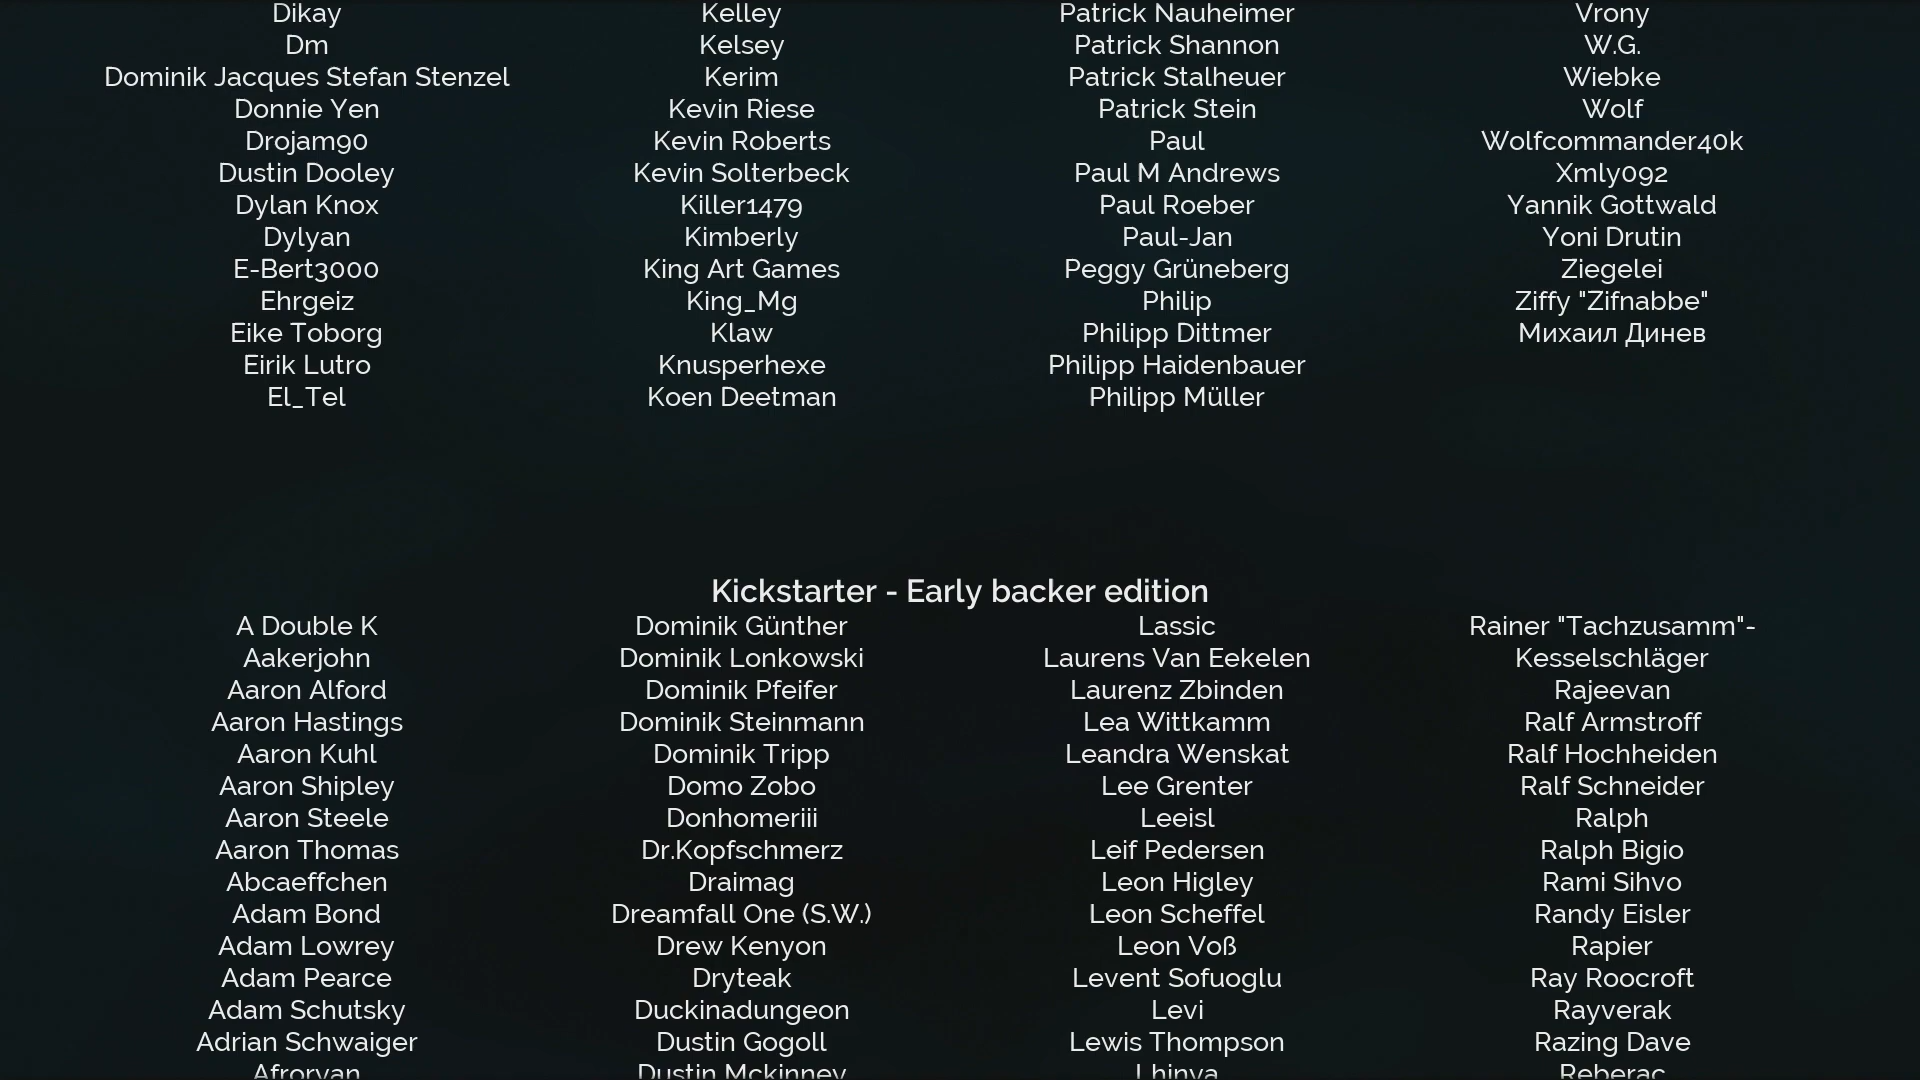 Dikay
Dm
Dominik Jacques Stefan Stenzel
Donnie Yen
Drojam90
Dustin Dooley
Dylan Knox
Dylyan
E-Bert3000
Ehrgeiz
Eike Toborg
Eirik Lutro
El_Tel
Kelley
Kelsey
Kerim
Kevin Riese
Kevin Roberts
Kevin Solterbeck
Killer1479
Kimberly
King Art Games
King_Mg
Klaw
Knusperhexe
Koen Deetman
Patrick Nauheimer
Patrick Shannon
Patrick Stalheuer
Patrick Stein
Paul
Paul M Andrews
Paul Roeber
Paul-Jan
Peggy Grüneberg
Philip
Philipp Dittmer
Philipp Haidenbauer
Philipp Müller
Vrony
W.G.
Wiebke
Wolf
Wolfcommander40k
Xmly092
Yannik Gottwald
Yoni Drutin
Ziegelei
Ziffy "Zifnabbe"
Михаил Динев
Kickstarter - Early backer edition
A Double K
Aakerjohn
Aaron Alford
Aaron Hastings
Aaron Kuhl
Aaron Shipley
Aaron Steele
Aaron Thomas
Abcaeffchen
Adam Bond
Adam Lowrey
Adam Pearce
Adam Schutsky
Adrian Schwaiger
Afroryan
Dominik Günther
Dominik Lonkowski
Dominik Pfeifer
Dominik Steinmann
Dominik Tripp
Domo Zobo
Donhomeriii
Dr.Kopfschmerz
Draimag
Dreamfall One (S.W.)
Drew Kenyon
Dryteak
Duckinadungeon
Dustin Gogoll
Dustin Mckinney
Lassic
Laurens Van Eekelen
Laurenz Zbinden
Lea Wittkamm
Leandra Wenskat
Lee Grenter
Leeisl
Leif Pedersen
Leon Higley
Leon Scheffel
Leon Voß
Levent Sofuoglu
Levi
Lewis Thompson
Lhinva
Rainer "Tachzusamm"-
Kesselschläger
Rajeevan
Ralf Armstroff
Ralf Hochheiden
Ralf Schneider
Ralph
Ralph Bigio
Rami Sihvo
Randy Eisler
Rapier
Ray Roocroft
Rayverak
Razing Dave
Reberac